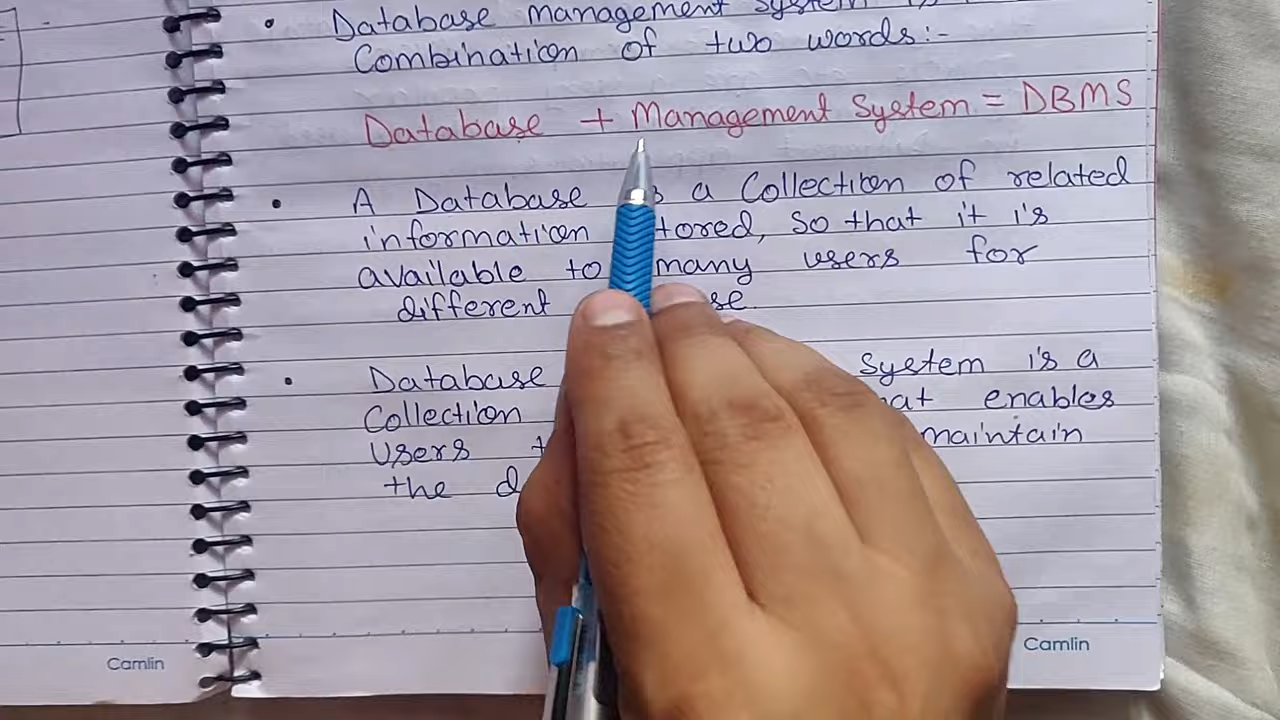 Database management system
Combination of two words:-
Database + Management System = DBMS
A Database is a Collection of related
information stored, so that it is
available to many users for
different
Database System is a
Collection that enables
users maintain
the
Camlin
Camlin